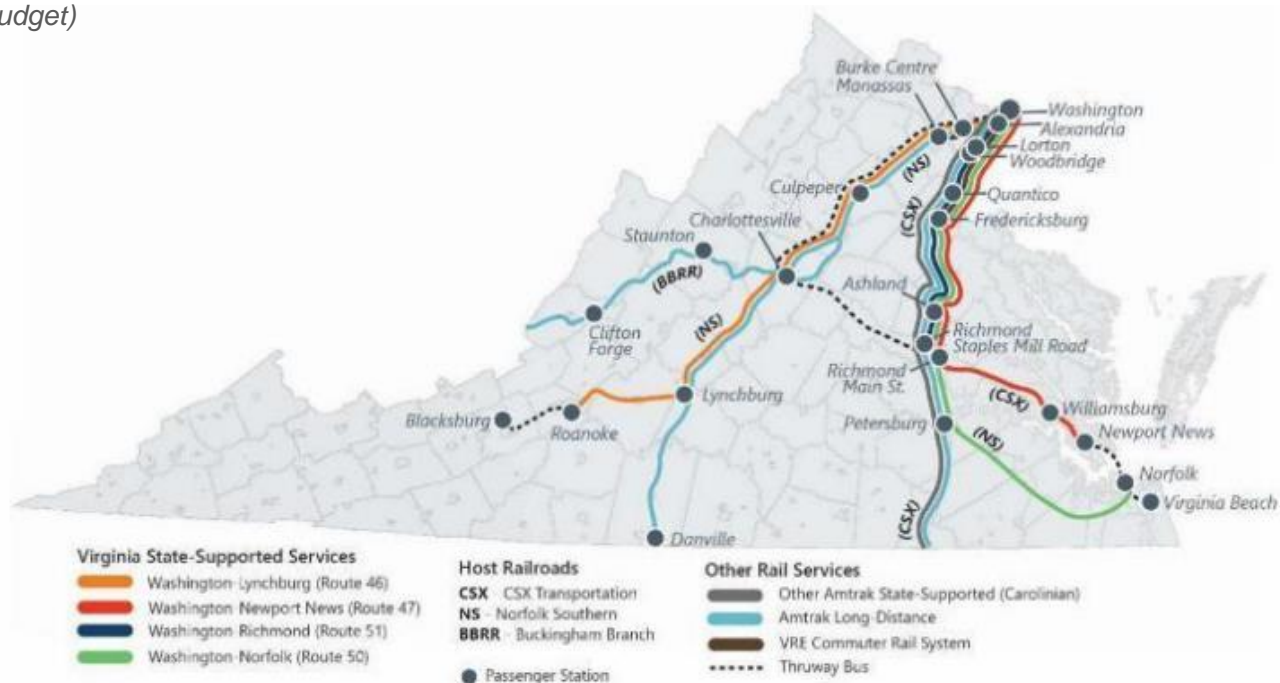 udget)
Burke Centre
Manassas
Washington
Alexandria
Lorton
Woodbridge
(NS)
Culpeper
Quantico
Charlottesville
(CSX)
Fredericksburg
Staunton
(BBRR)
Ashland
Clifton
Forge
(NS)
Richmond
Staples Mill Road
Richmond
Main St.
Lynchburg
(CSX)
Williamsburg
Blacksburg
Roanoke
Petersburg
(NS)
Newport News
Norfolk
Virginia Beach
(CSX)
Danville
Virginia State-Supported Services
Washington-Lynchburg (Route 46)
Washington Newport News (Route 47)
Washington Richmond (Route 51)
Washington-Norfolk (Route 50)
Host Railroads
CSX - CSX Transportation
NS - Norfolk Southern
BBRR - Buckingham Branch
Passenger Station
Other Rail Services
Other Amtrak State-Supported (Carolinian)
Amtrak Long-Distance
VRE Commuter Rail System
Thruway Bus